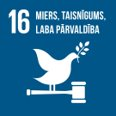 16 MIERS, TAISNĪGUMS,
LABA PĀRVALDĪBA